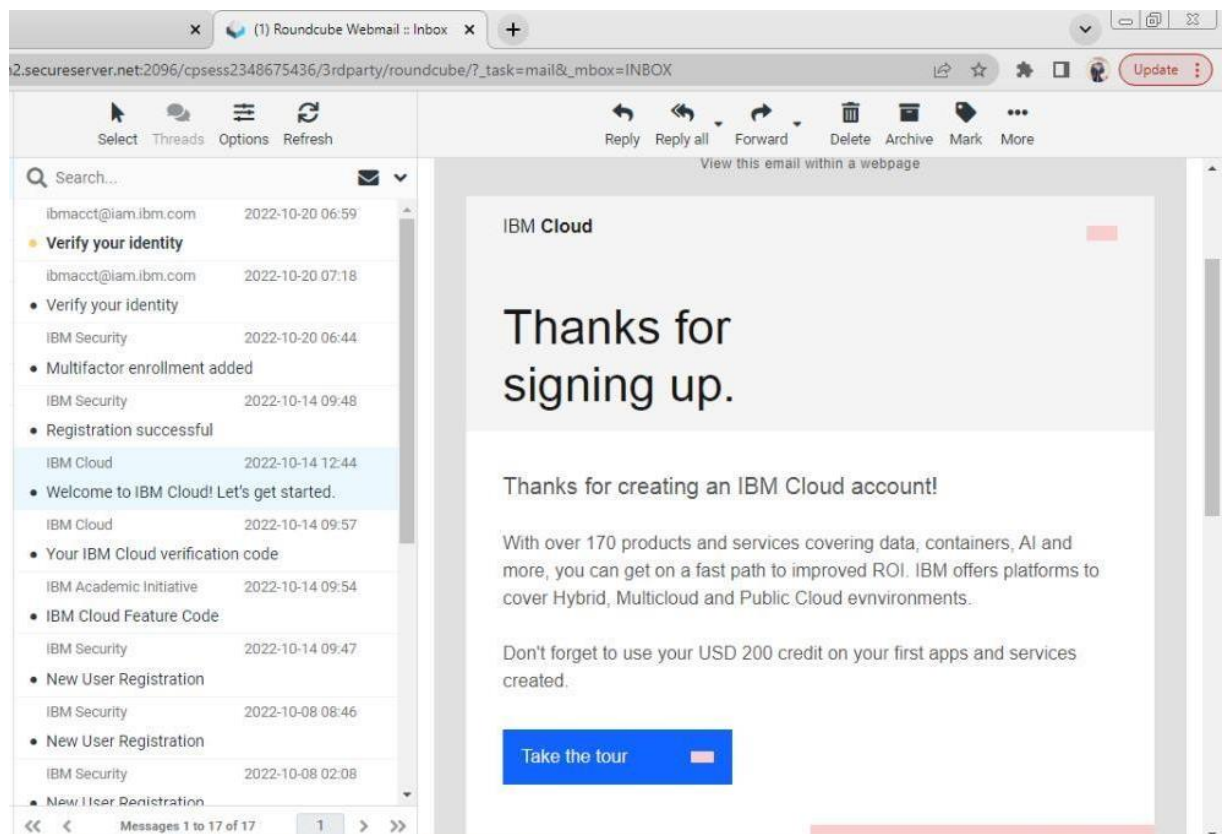 (1) Roundcube Webmail :: Inbox
2.secureserver.net:2096/cpsess2348675436/3rdparty/roundcube/?_task=mail&_mbox=INBOX
Update
Select Threads Options Refresh
Reply Reply all Forward Delete Archive Mark More
Search...
ibmacct@iam.ibm.com 2022-10-20 06:59
Verify your identity
ibmacct@iam.ibm.com 2022-10-20 07:18
Verify your identity
IBM Security 2022-10-20 06:44
Multifactor enrollment added
IBM Security 2022-10-14 09:48
Registration successful
IBM Cloud 2022-10-14 12:44
Welcome to IBM Cloud! Let's get started.
IBM Cloud 2022-10-14 09:57
Your IBM Cloud verification code
IBM Academic Initiative 2022-10-14 09:54
IBM Cloud Feature Code
IBM Security 2022-10-14 09:47
New User Registration
IBM Security 2022-10-08 08:46
New User Registration
IBM Security 2022-10-08 02:08
New User Registration
Messages 1 to 17 of 17 1
View this email within a webpage
IBM Cloud
Thanks for
signing up.
Thanks for creating an IBM Cloud account!
With over 170 products and services covering data, containers, AI and
more, you can get on a fast path to improved ROI. IBM offers platforms to
cover Hybrid, Multicloud and Public Cloud evnvironments.
Don't forget to use your USD 200 credit on your first apps and services
created.
Take the tour